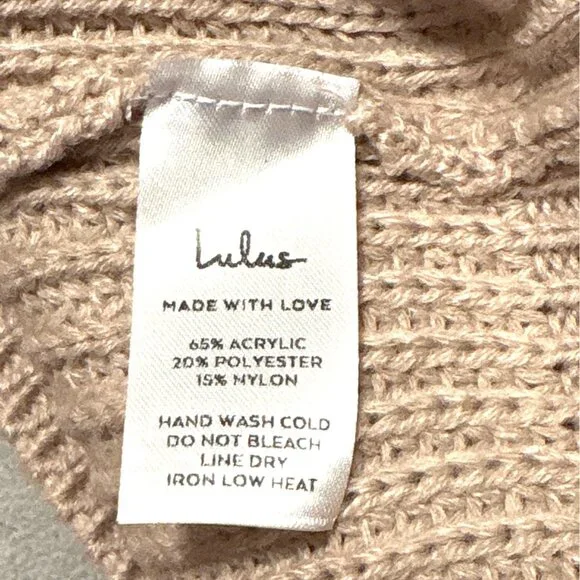 Lulus
MADE WITH LOVE
65% ACRYLIC
20% POLYESTER
15% NYLON
HAND WASH COLD
DO NOT BLEACH
LINE DRY
IRON LOW HEAT